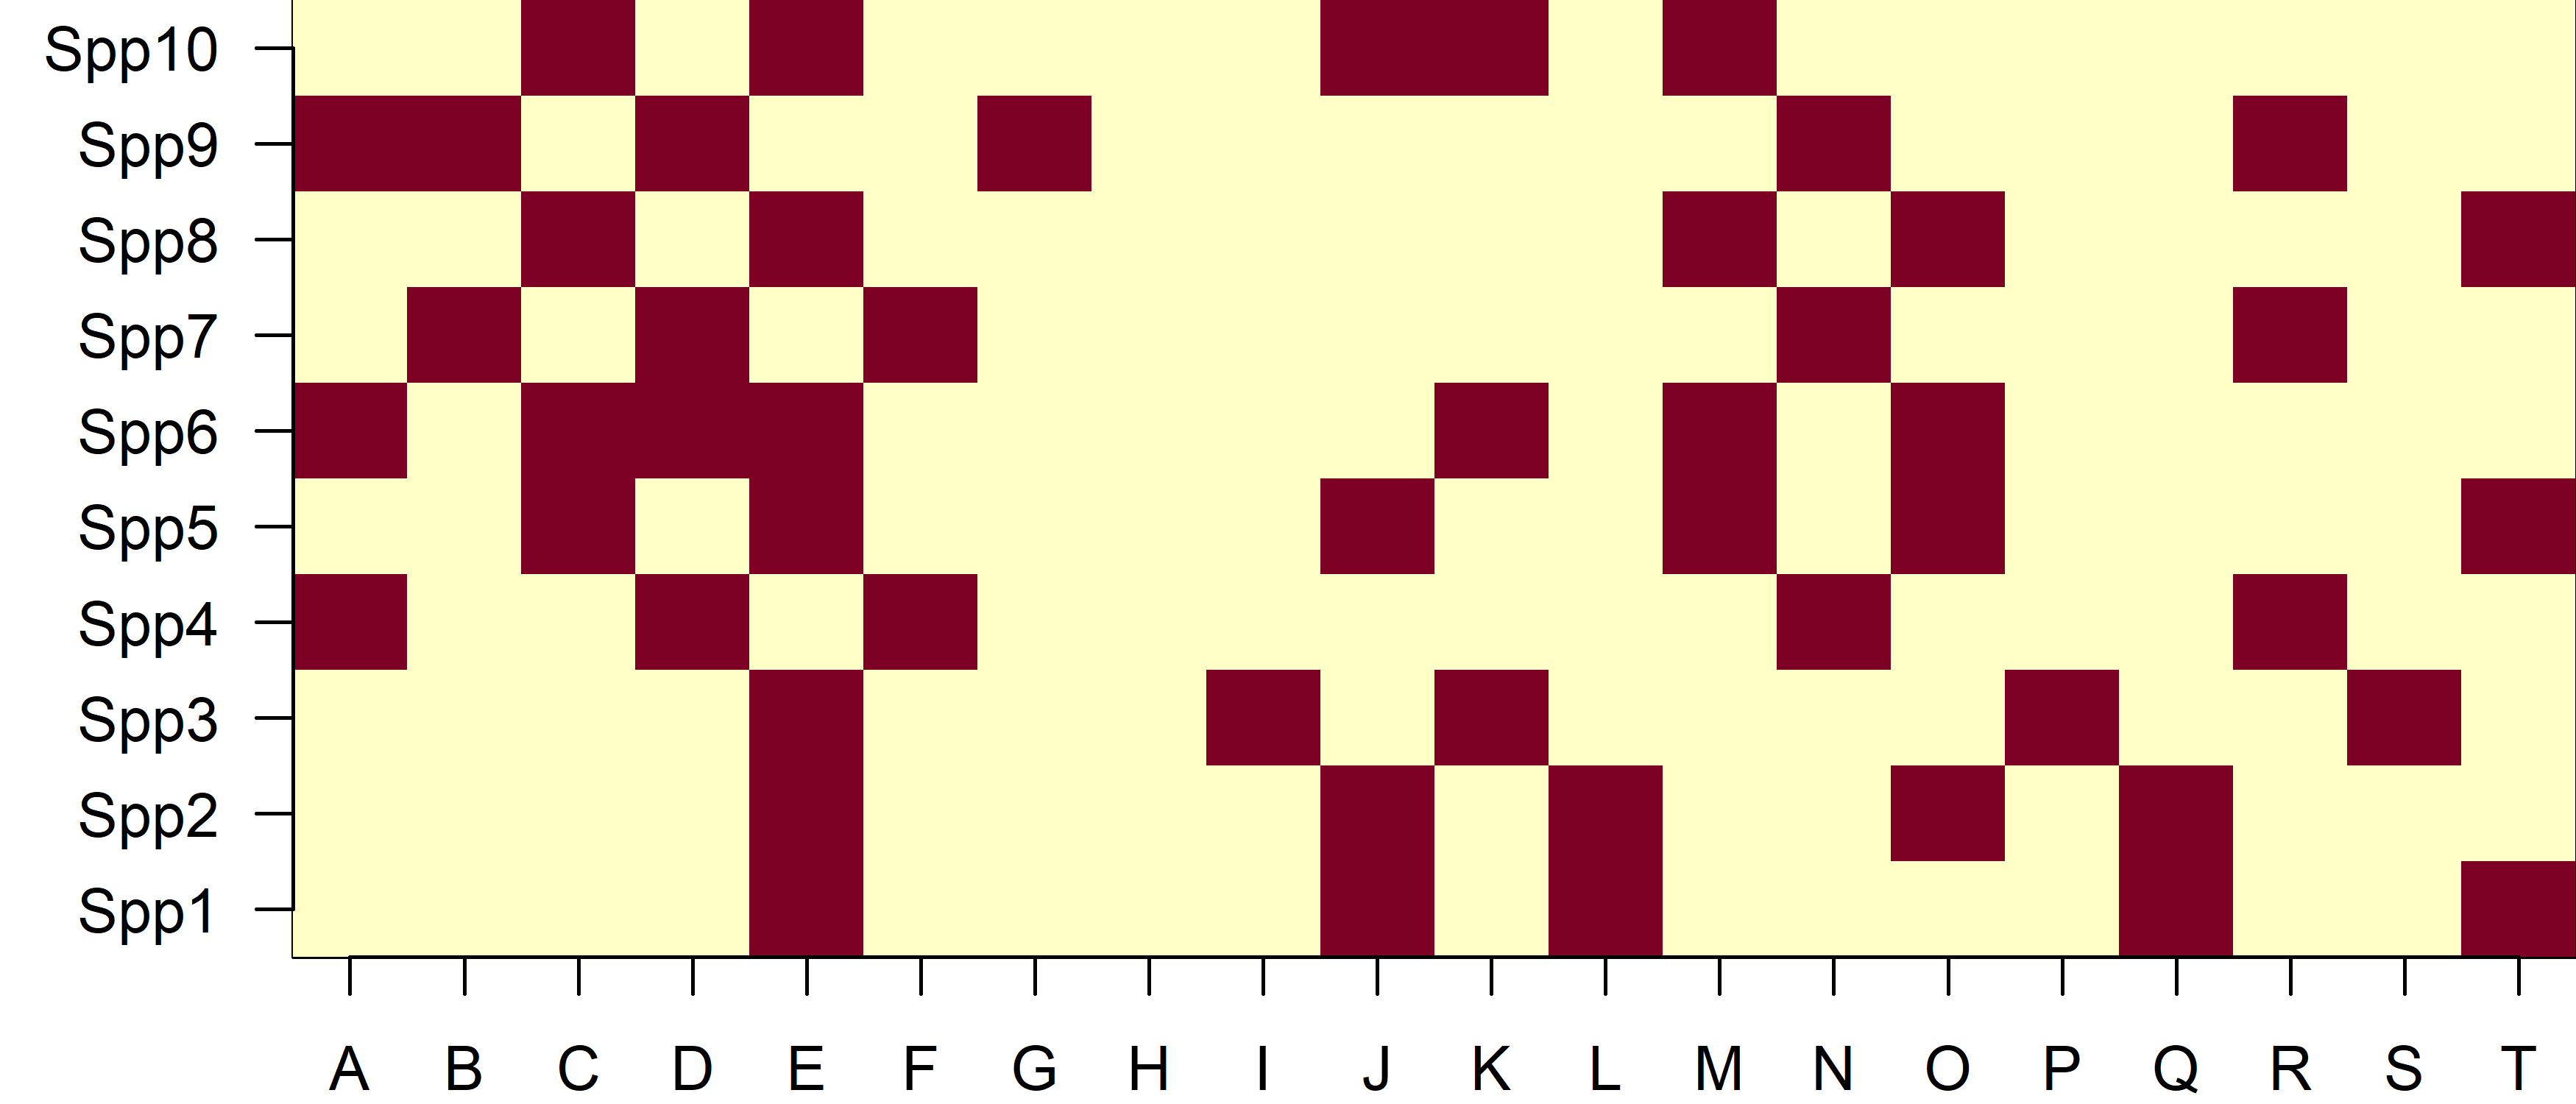 Spp10
Spp9
Spp8
Spp7
Spp6
Spp5
Spp4
Spp3
Spp2
Spp1
A B C D E F G H I J K L M N O P Q R S T